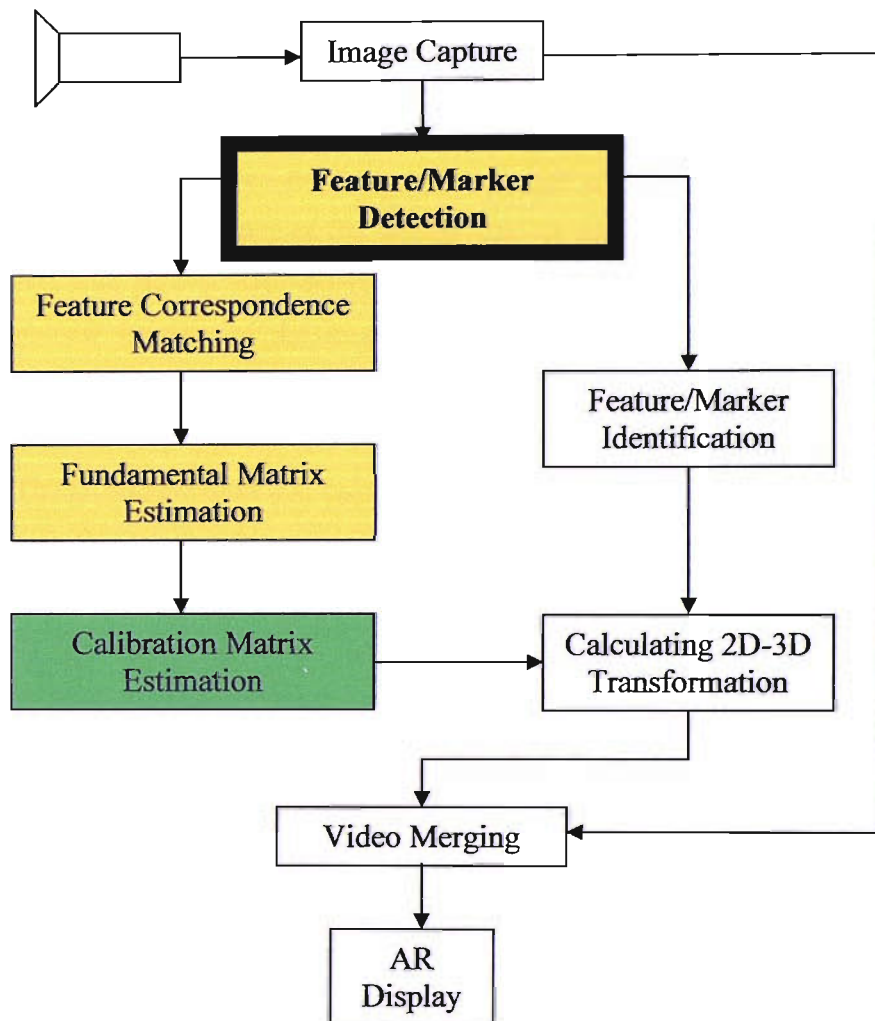 Image Capture
Feature/Marker
Detection
Feature Correspondence
Matching
Feature/Marker
Identification
Fundamental Matrix
Estimation
Calibration Matrix
Estimation
Calculating 2D-3D
Transformation
Video Merging
AR
Display